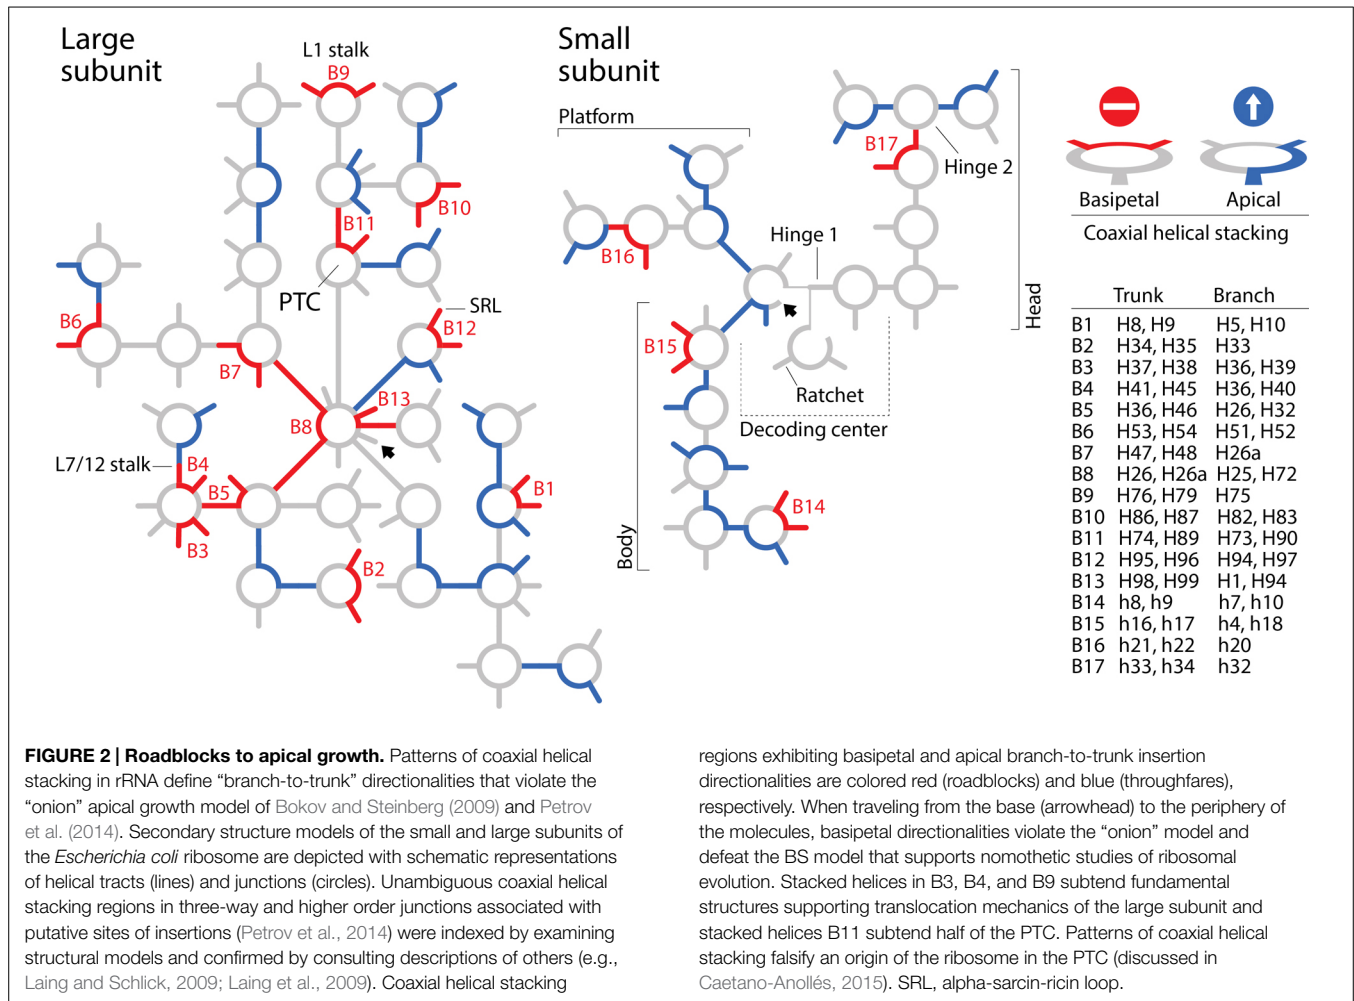 Large
subunit
L1 stalk
B9
B10
B11
PTC
SRL
B12
B6
B7
B13
B8
L7/12 stalk
B4
B5
B1
B3
B2
Small
subunit
Platform
B17
Hinge 2
Hinge 1
B16
B15
Ratchet
Decoding center
B14
Body
Head
Basipetal Apical
Coaxial helical stacking
Trunk Branch
B1 H8, H9 H5, H10
B2 H34, H35 H33
B3 H37, H38 H36, H39
B4 H41, H45 H36, H40
B5 H36, H46 H26, H32
B6 H53, H54 H51, H52
B7 H47, H48 H26a
B8 H26, H26a H25, H72
B9 H76, H79 H75
B10 H86, H87 H82, H83
B11 H74, H89 H73, H90
B12 H95, H96 H94, H97
B13 H98, H99 H1, H94
B14 h8, h9 h7, h10
B15 h16, h17 h4, h18
B16 h21, h22 h20
B17 h33, h34 h32
FIGURE 2 | Roadblocks to apical growth. Patterns of coaxial helical
stacking in rRNA define “branch-to-trunk” directionalities that violate the
“onion” apical growth model of Bokov and Steinberg (2009) and Petrov
et al. (2014). Secondary structure models of the small and large subunits of
the Escherichia coli ribosome are depicted with schematic representations
of helical tracts (lines) and junctions (circles). Unambiguous coaxial helical
stacking regions in three-way and higher order junctions associated with
putative sites of insertions (Petrov et al., 2014) were indexed by examining
structural models and confirmed by consulting descriptions of others (e.g.,
Laing and Schlick, 2009; Laing et al., 2009). Coaxial helical stacking
regions exhibiting basipetal and apical branch-to-trunk insertion
directionalities are colored red (roadblocks) and blue (throughfares),
respectively. When traveling from the base (arrowhead) to the periphery of
the molecules, basipetal directionalities violate the “onion” model and
defeat the BS model that supports nomothetic studies of ribosomal
evolution. Stacked helices in B3, B4, and B9 subtend fundamental
structures supporting translocation mechanics of the large subunit and
stacked helices B11 subtend half of the PTC. Patterns of coaxial helical
stacking falsify an origin of the ribosome in the PTC (discussed in
Caetano-Anollés, 2015). SRL, alpha-sarcin-ricin loop.